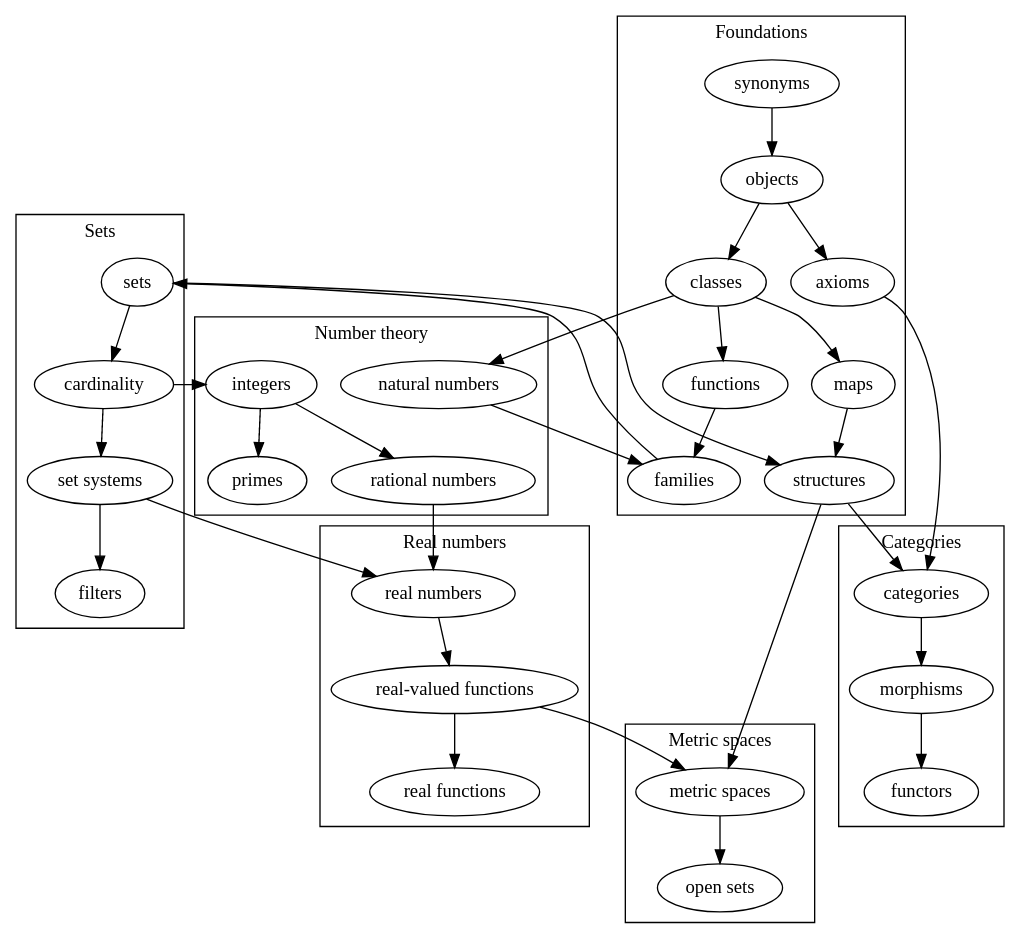 Foundations
synonyms
objects
classes
axioms
functions
maps
families
structures
Sets
sets
cardinality
set systems
filters
Number theory
integers
natural numbers
primes
rational numbers
Real numbers
real numbers
real-valued functions
real functions
Metric spaces
metric spaces
open sets
Categories
categories
morphisms
functors